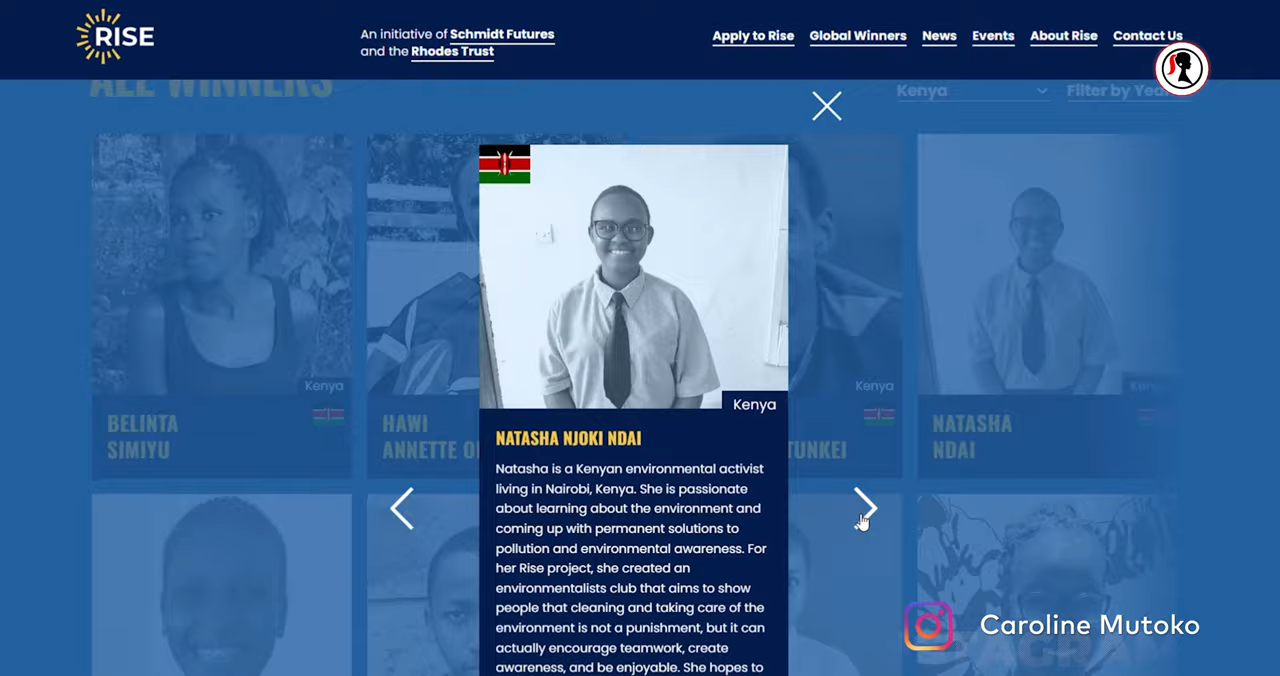 RISE
An initiative of Schmidt Futures
and the Rhodes Trust
Apply to Rise
Global Winners
News
Events
About Rise
Contact Us
ALL WINNERS
Kenya
Filter by Year
Kenya
Kenya
Kenya
Kenya
BELINTA
SIMIYU
HAWI
ANNETTE
TUNKEI
NATASHA
NDAI
NATASHA NJOKI NDAI
Natasha is a Kenyan environmental activist
living in Nairobi, Kenya. She is passionate
about learning about the environment and
coming up with permanent solutions to
pollution and environmental awareness. For
her Rise project, she created an
environmentalists club that aims to show
people that cleaning and taking care of the
environment is not a punishment, but it can
actually encourage teamwork, create
awareness, and be enjoyable. She hopes to
Caroline Mutoko